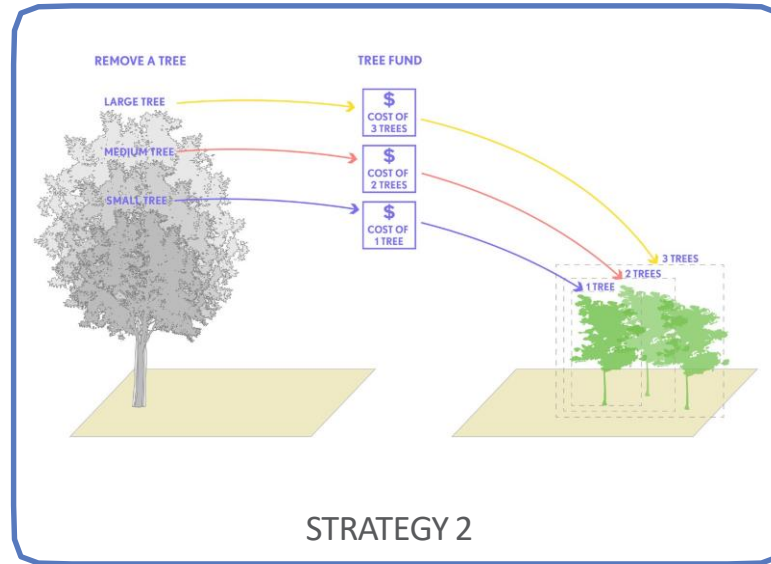 REMOVE A TREE
TREE FUND
LARGE TREE
$
COST OF
3 TREES
MEDIUM TREE
$
COST OF
2 TREES
SMALL TREE
$
COST OF
1 TREE
3 TREES
2 TREES
1 TREE
STRATEGY 2